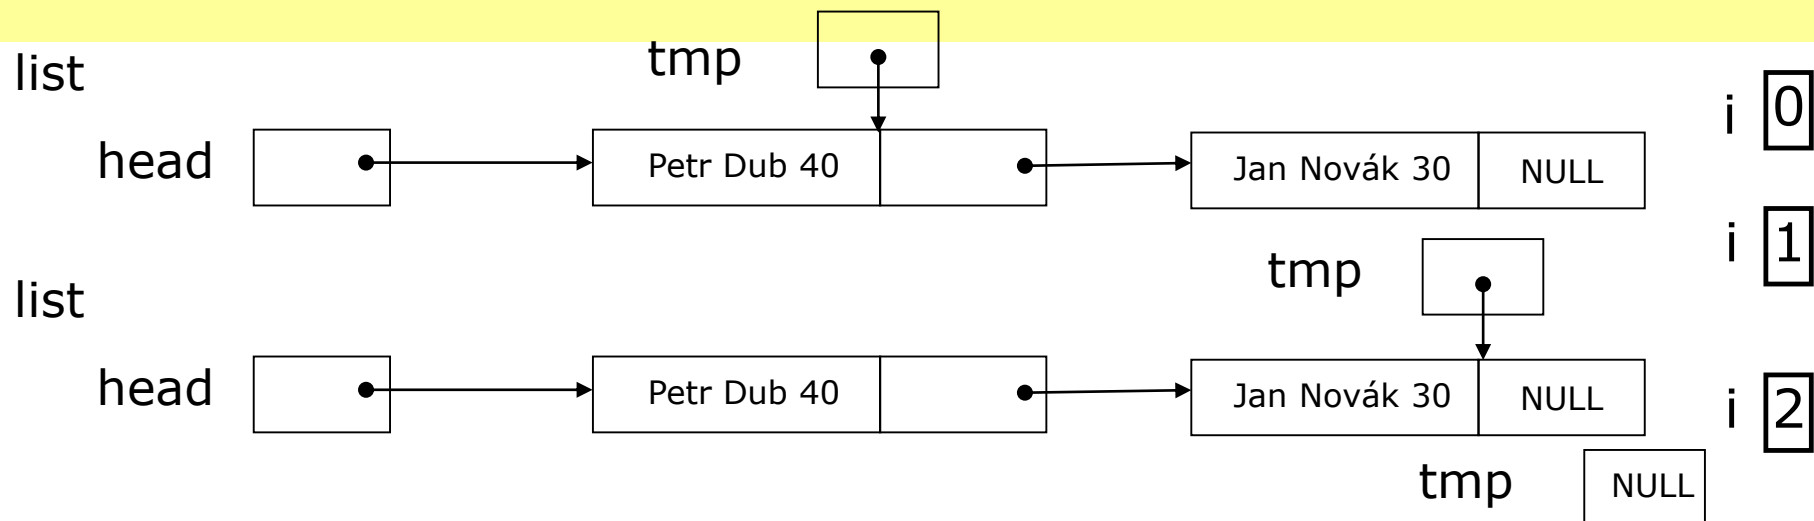 tmp
list
i 0
head
Petr Dub 40
Jan Novák 30
NULL
i 1
tmp
list
head
Petr Dub 40
Jan Novák 30
NULL
i 2
tmp
NULL